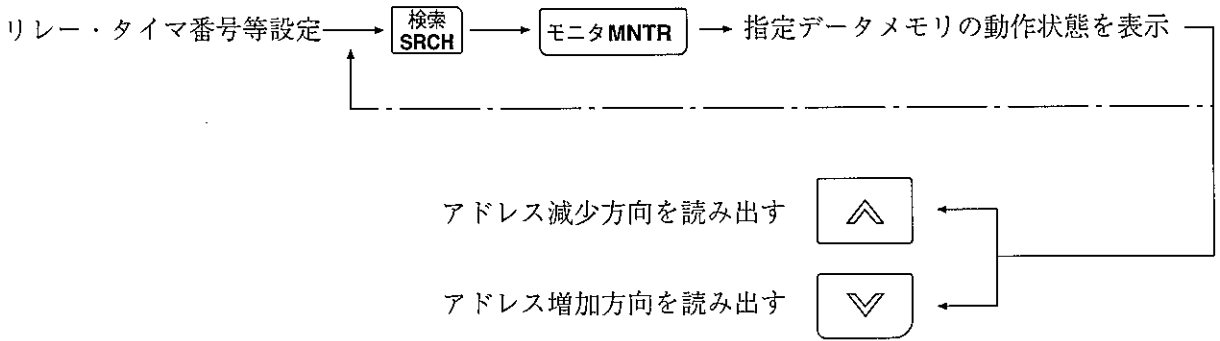 リレー・タイマ番号等設定
検索
SRCH
モニタMNTR
指定データメモリの動作状態を表示
アドレス減少方向を読み出す
アドレス増加方向を読み出す